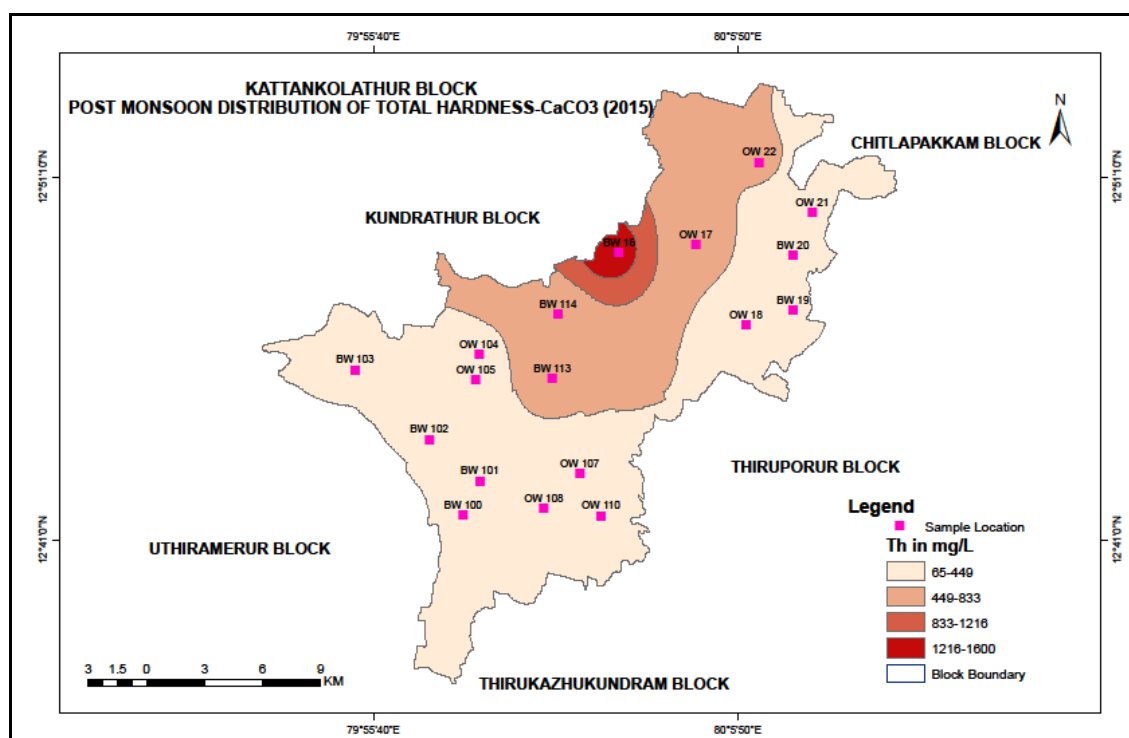 79°55'40"E
80°5'50"E
KATTANKOLATHUR BLOCK
POST MONSOON DISTRIBUTION OF TOTAL HARDNESS-CaCO3 (2015)
N
CHITLAPAKKAM BLOCK
OW 22
12°51'10"N
12°51'10"N
OW 21
KUNDRATHUR BLOCK
OW 17
BW 16
BW 20
BW 114
BW 19
OW 18
OW 104
BW 103
OW 105
BW 113
BW 102
THIRUPORUR BLOCK
BW 101
OW 107
BW 100
OW 108
OW 110
Legend
Sample Location
12°41'0"N
12°41'0"N
UTHIRAMERUR BLOCK
Th in mg/L
65-449
449-833
833-1216
1216-1600
Block Boundary
3 1.5 0 3 6 9
KM
THIRUKAZHUKUNDRAM BLOCK
79°55'40"E
80°5'50"E